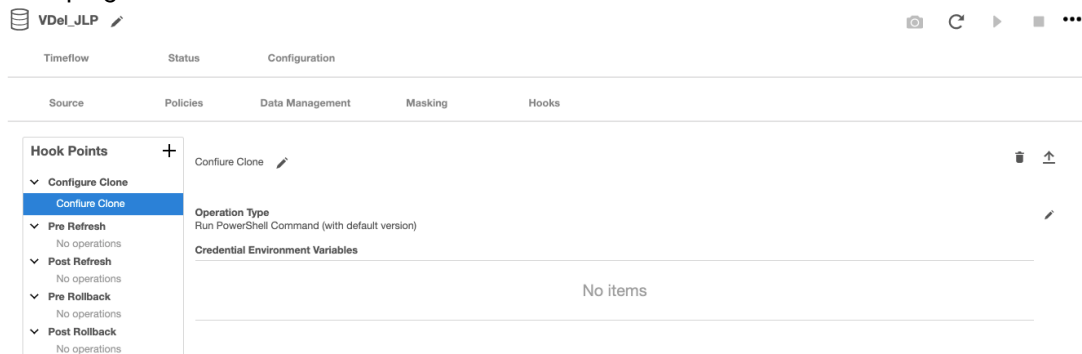 VDel_JLP
Timeflow Status Configuration
Source Policies Data Management Masking Hooks
Hook Points
Configure Clone
Confiure Clone
Pre Refresh
No operations
Post Refresh
No operations
Pre Rollback
No operations
Post Rollback
No operations
Confiure Clone
Operation Type
Run PowerShell Command (with default version)
Credential Environment Variables
No items